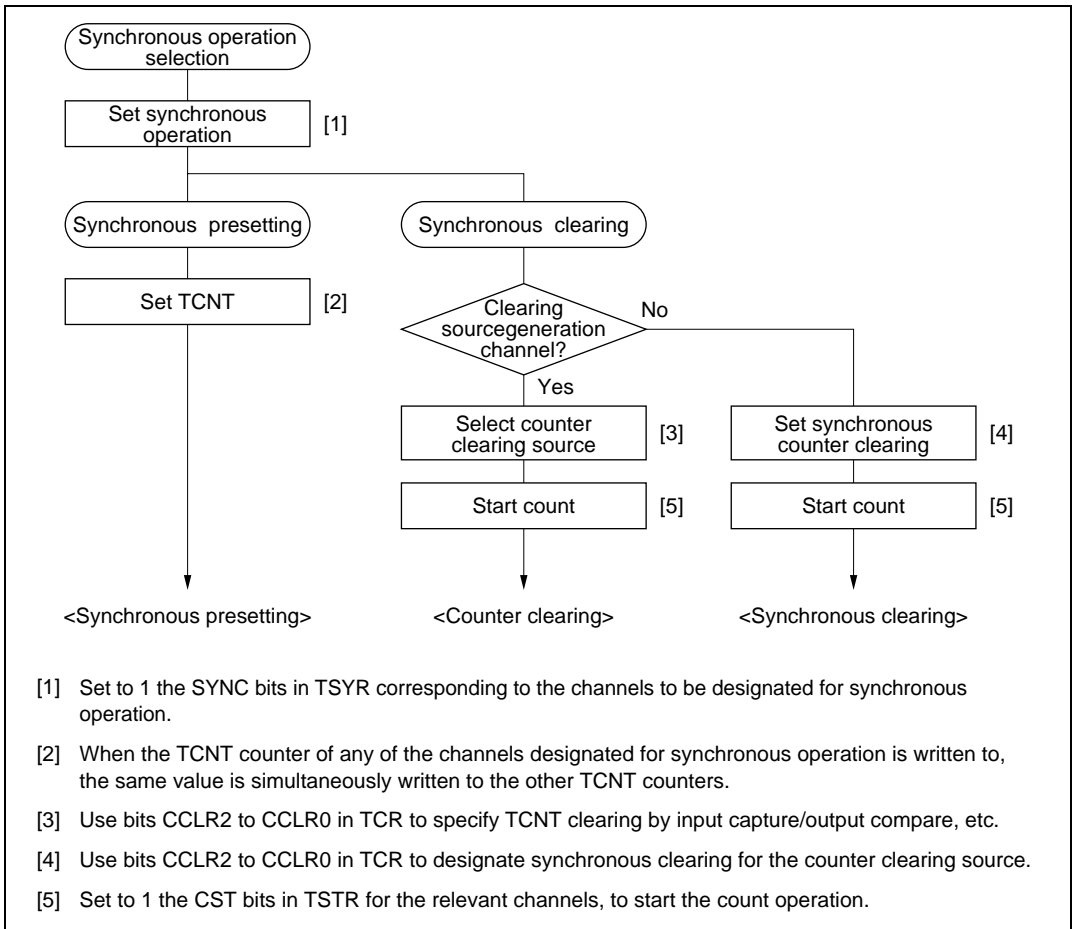 Synchronous operation
selection
Set synchronous
operation
[1]
Synchronous presetting
Synchronous clearing
Set TCNT
[2]
Clearing
sourcegeneration
channel?
No
Yes
Select counter
clearing source
[3]
Set synchronous
counter clearing
[4]
Start count
[5]
Start count
[5]
<Synchronous presetting>
<Counter clearing>
<Synchronous clearing>
[1] Set to 1 the SYNC bits in TSYR corresponding to the channels to be designated for synchronous
operation.
[2] When the TCNT counter of any of the channels designated for synchronous operation is written to,
the same value is simultaneously written to the other TCNT counters.
[3] Use bits CCLR2 to CCLR0 in TCR to specify TCNT clearing by input capture/output compare, etc.
[4] Use bits CCLR2 to CCLR0 in TCR to designate synchronous clearing for the counter clearing source.
[5] Set to 1 the CST bits in TSTR for the relevant channels, to start the count operation.